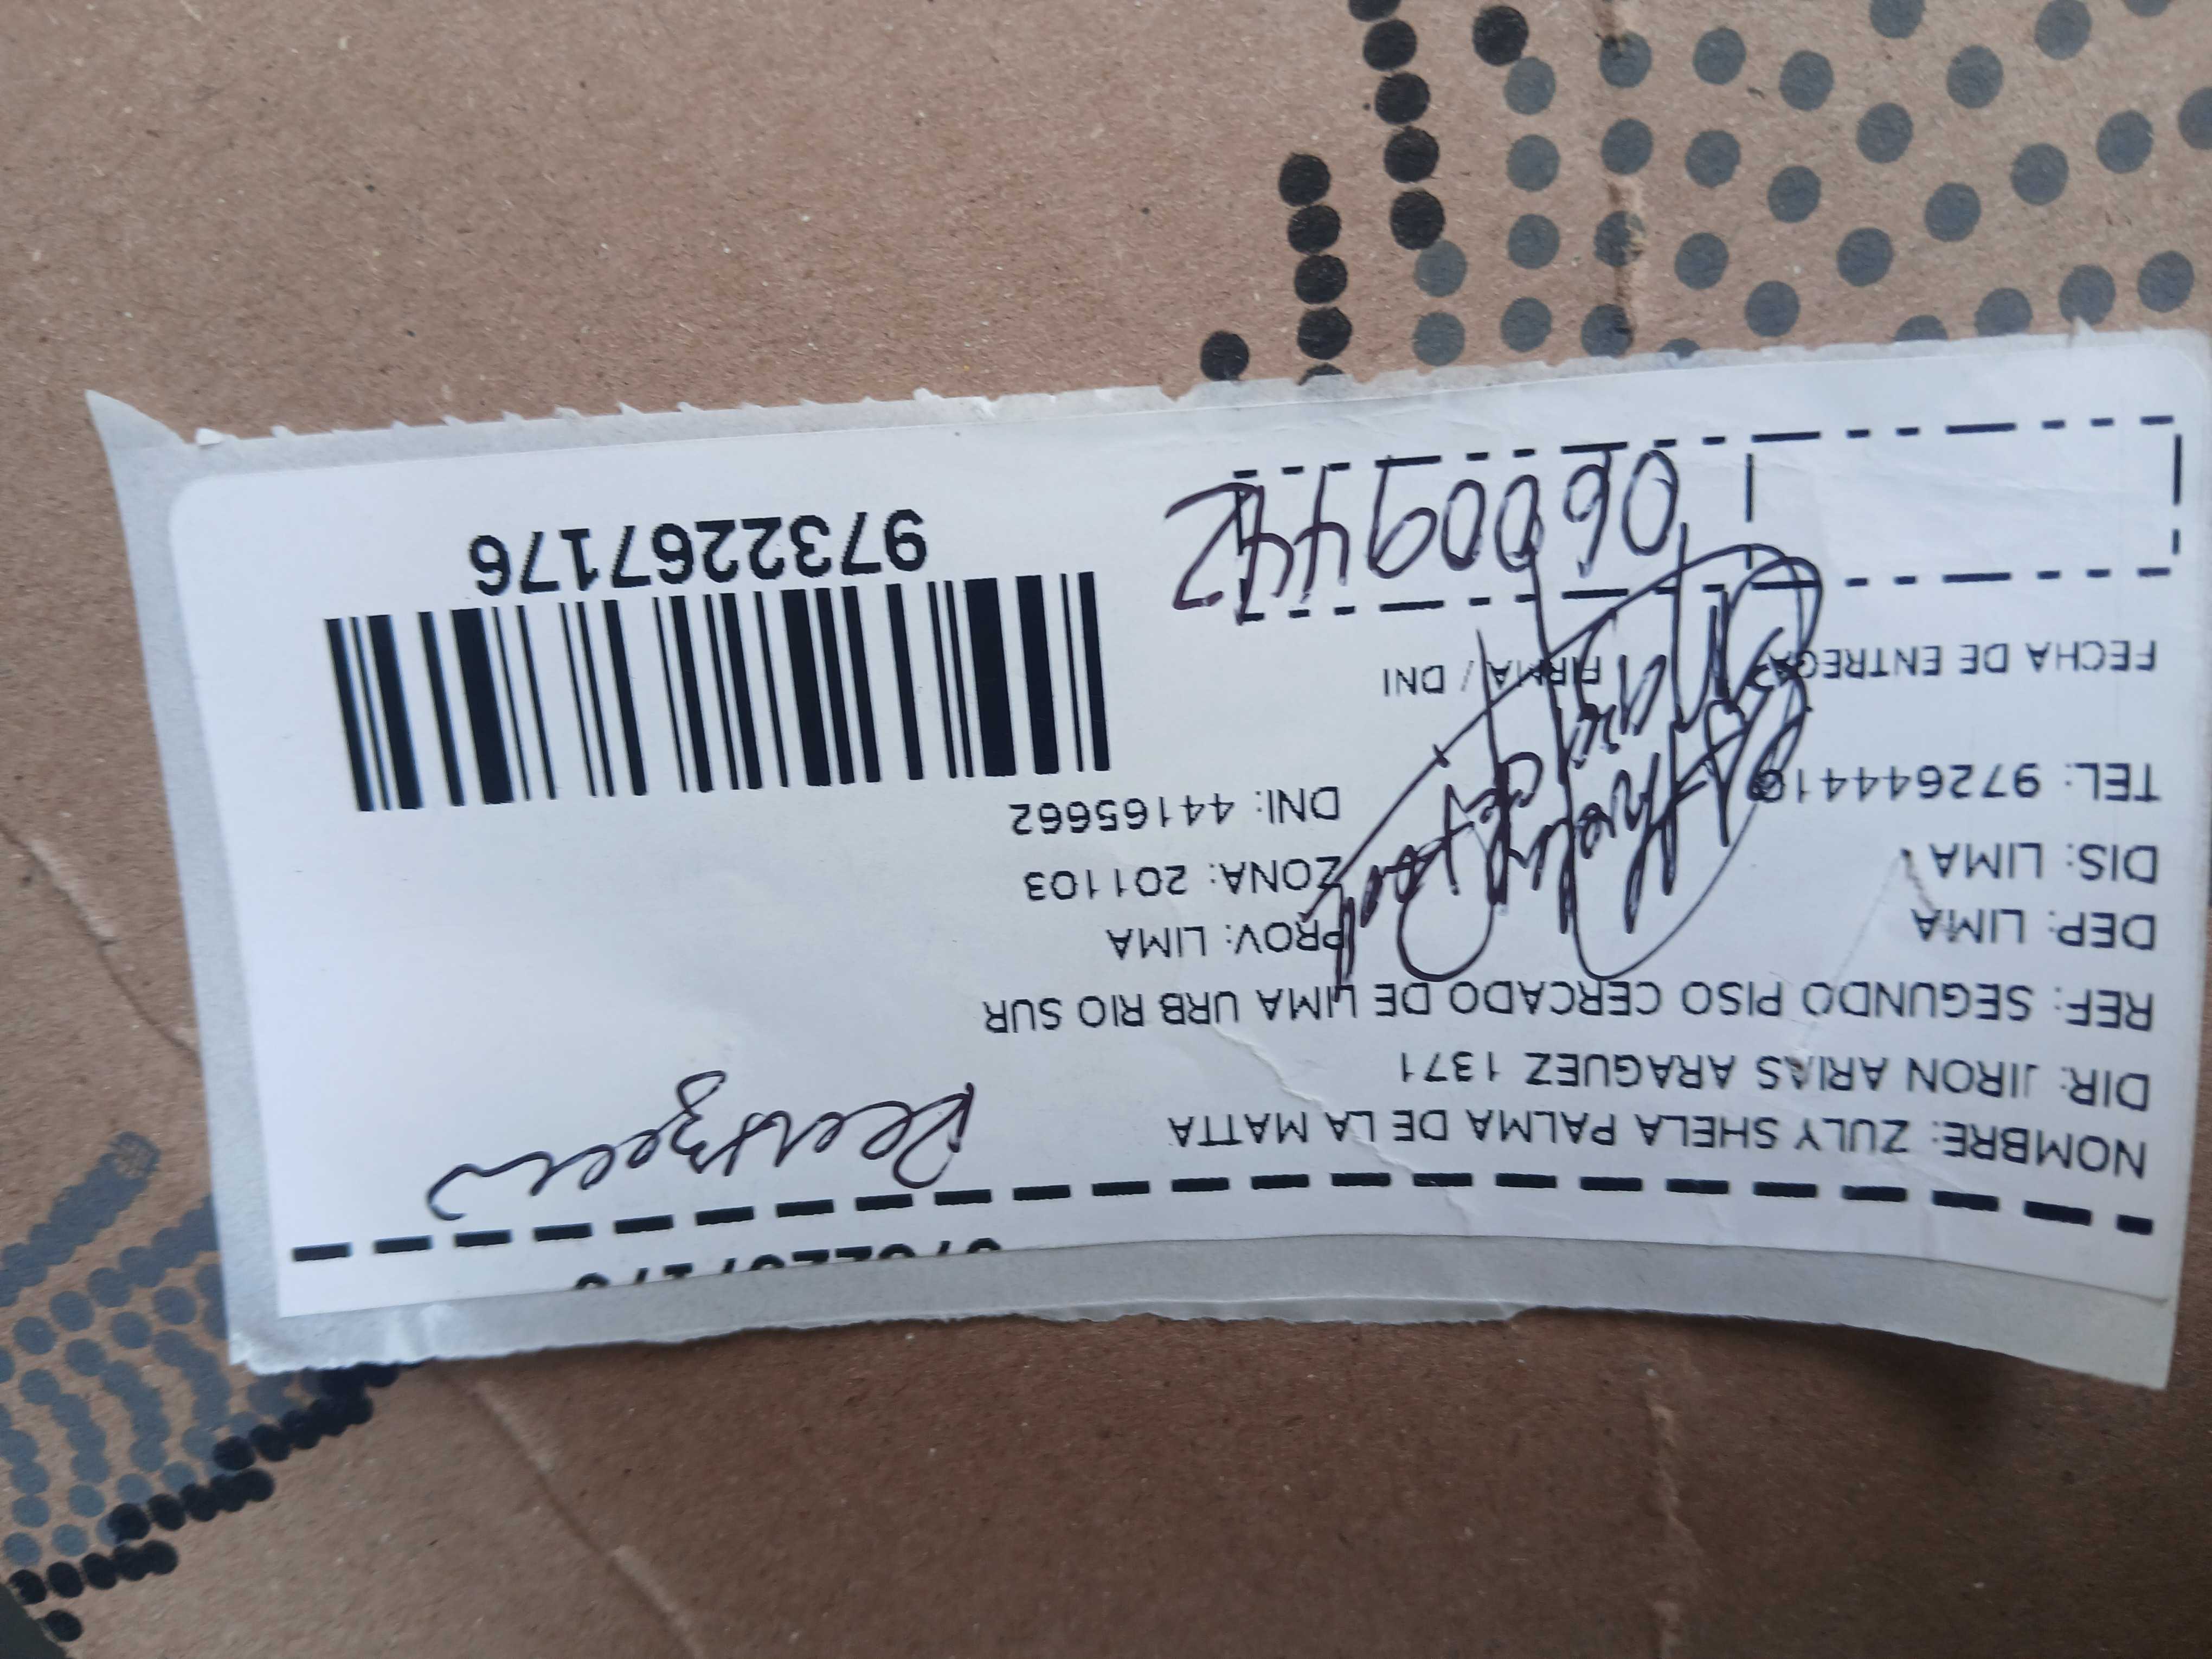 NOMBRE: ZULY SHELA PALMA DE LA MATTA
DIR: JIRON ARIAS ARAGUEZ 1371
REF: SEGUNDO PISO CERCADO DE LIMA URB RIO SUR
DEP: LIMA PROV: LIMA
DIS: LIMA ZONA: 201103
TEL: 972644416 DNI: 44165662
FECHA DE ENTREGA FIRMA / DNI
06009442
9732267176